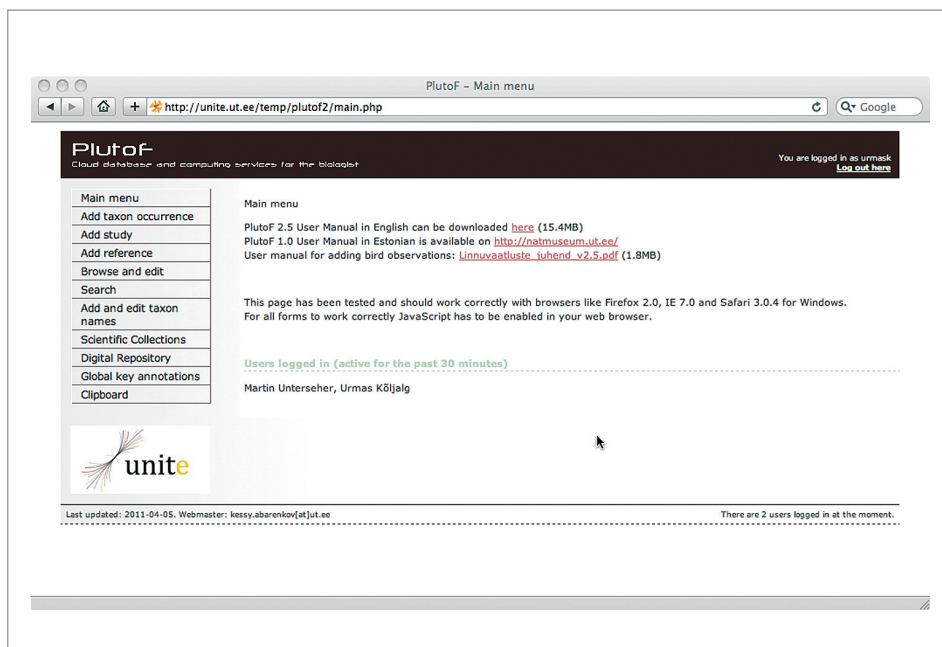 PlutoF – Main menu
http://unite.ut.ee/temp/plutof2/main.php
Google
PlutoF
Cloud database and computing services for the biologist
You are logged in as urmask
Log out here
Main menu
Add taxon occurrence
Add study
Add reference
Browse and edit
Search
Add and edit taxon
names
Scientific Collections
Digital Repository
Global key annotations
Clipboard
Main menu
PlutoF 2.5 User Manual in English can be downloaded here (15.4MB)
PlutoF 1.0 User Manual in Estonian is available on http://natmuseum.ut.ee/
User manual for adding bird observations: Linnuvaatluste_juhend_v2.5.pdf (1.8MB)
This page has been tested and should work correctly with browsers like Firefox 2.0, IE 7.0 and Safari 3.0.4 for Windows.
For all forms to work correctly JavaScript has to be enabled in your web browser.
Users logged in (active for the past 30 minutes)
Martin Unterseher, Urmas Kõljalg
unite
Last updated: 2011-04-05. Webmaster: kessy.abarenkov[at]ut.ee
There are 2 users logged in at the moment.